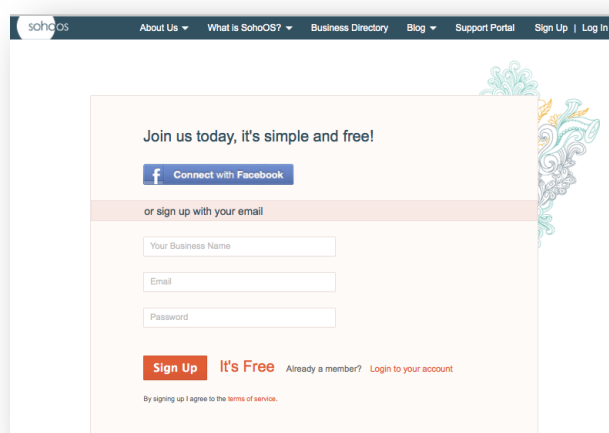 sohoOS
About Us What is SohoOS? Business Directory Blog Support Portal Sign Up | Log In
Join us today, it's simple and free!
f Connect with Facebook
or sign up with your email
Your Business Name
Email
Password
Sign Up It's Free Already a member? Login to your account
By signing up I agree to the terms of service.